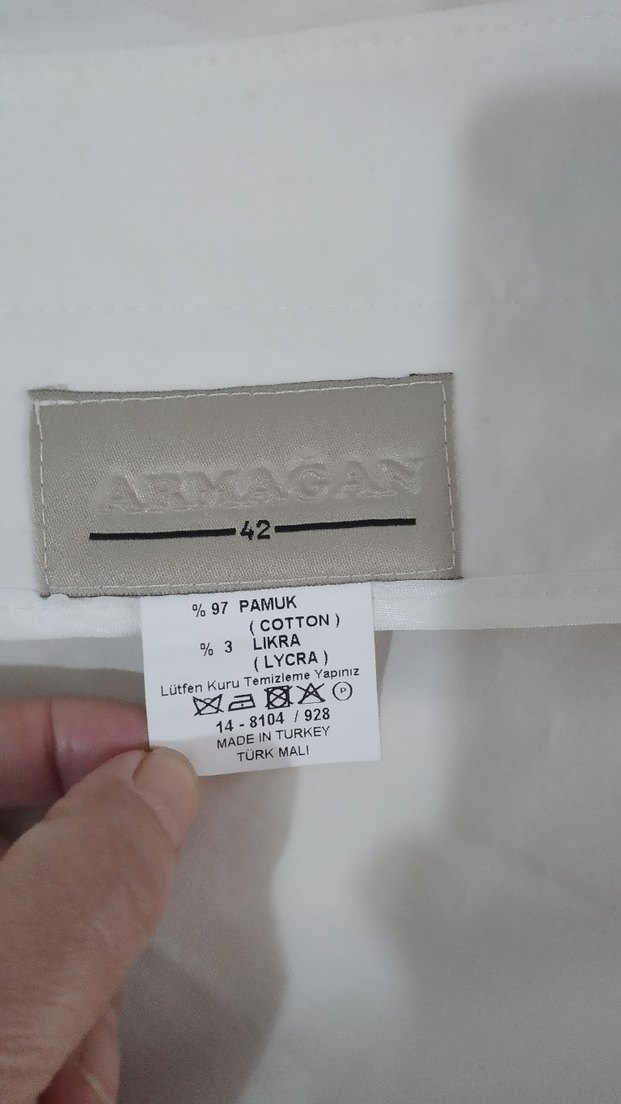 ARMAĞAN
42
% 97 PAMUK
( COTTON )
% 3 LIKRA
( LYCRA )
Lütfen Kuru Temizleme Yapınız
P
14 - 8104 / 928
MADE IN TURKEY
TÜRK MALI